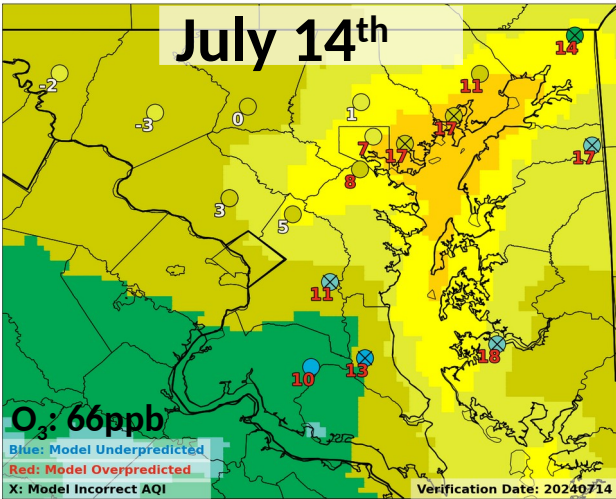 July 14th
14
-2
11
-3
0
1
17
7
17
17
8
3
5
11
18
13
10
O3: 66ppb
Blue: Model Underpredicted
Red: Model Overpredicted
X: Model Incorrect AQI
Verification Date: 20240714